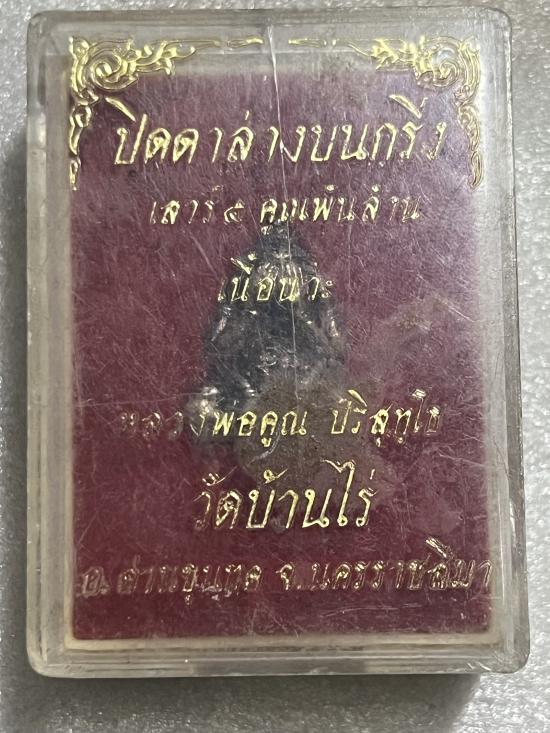 ปิดตาล่างบนกริ่ง
เสาร์ ๕ คูณพันล้าน
เนื้อนวะ
หลวงพ่อคูณ ปริสุทฺโธ
วัดบ้านไร่
อ.ด่านขุนทด จ.นครราชสีมา